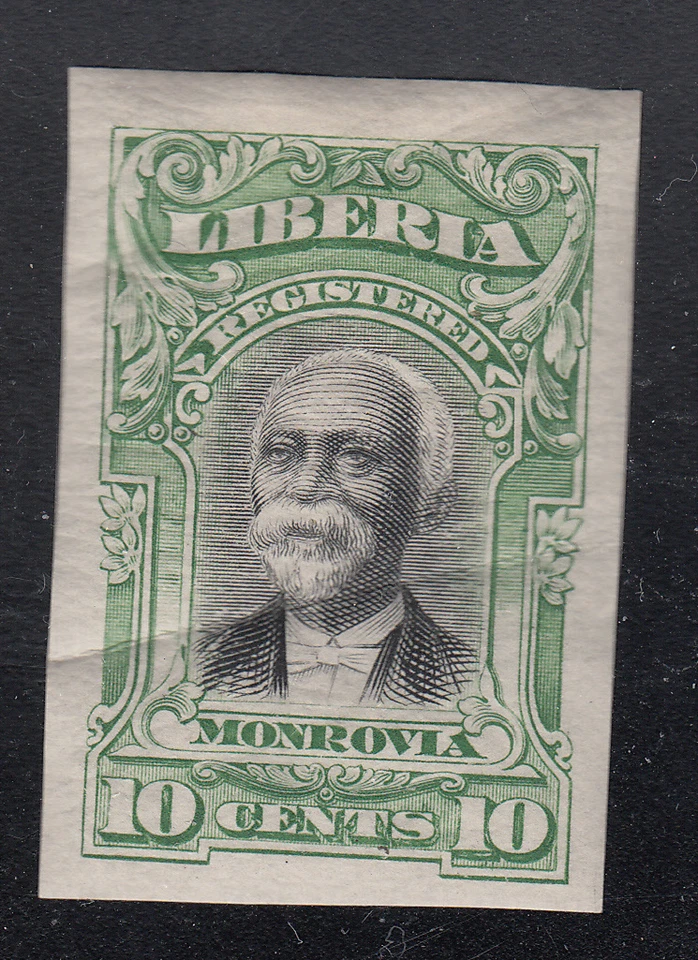 LIBERIA
REGISTERED
MONROVIA
10 CENTS 10